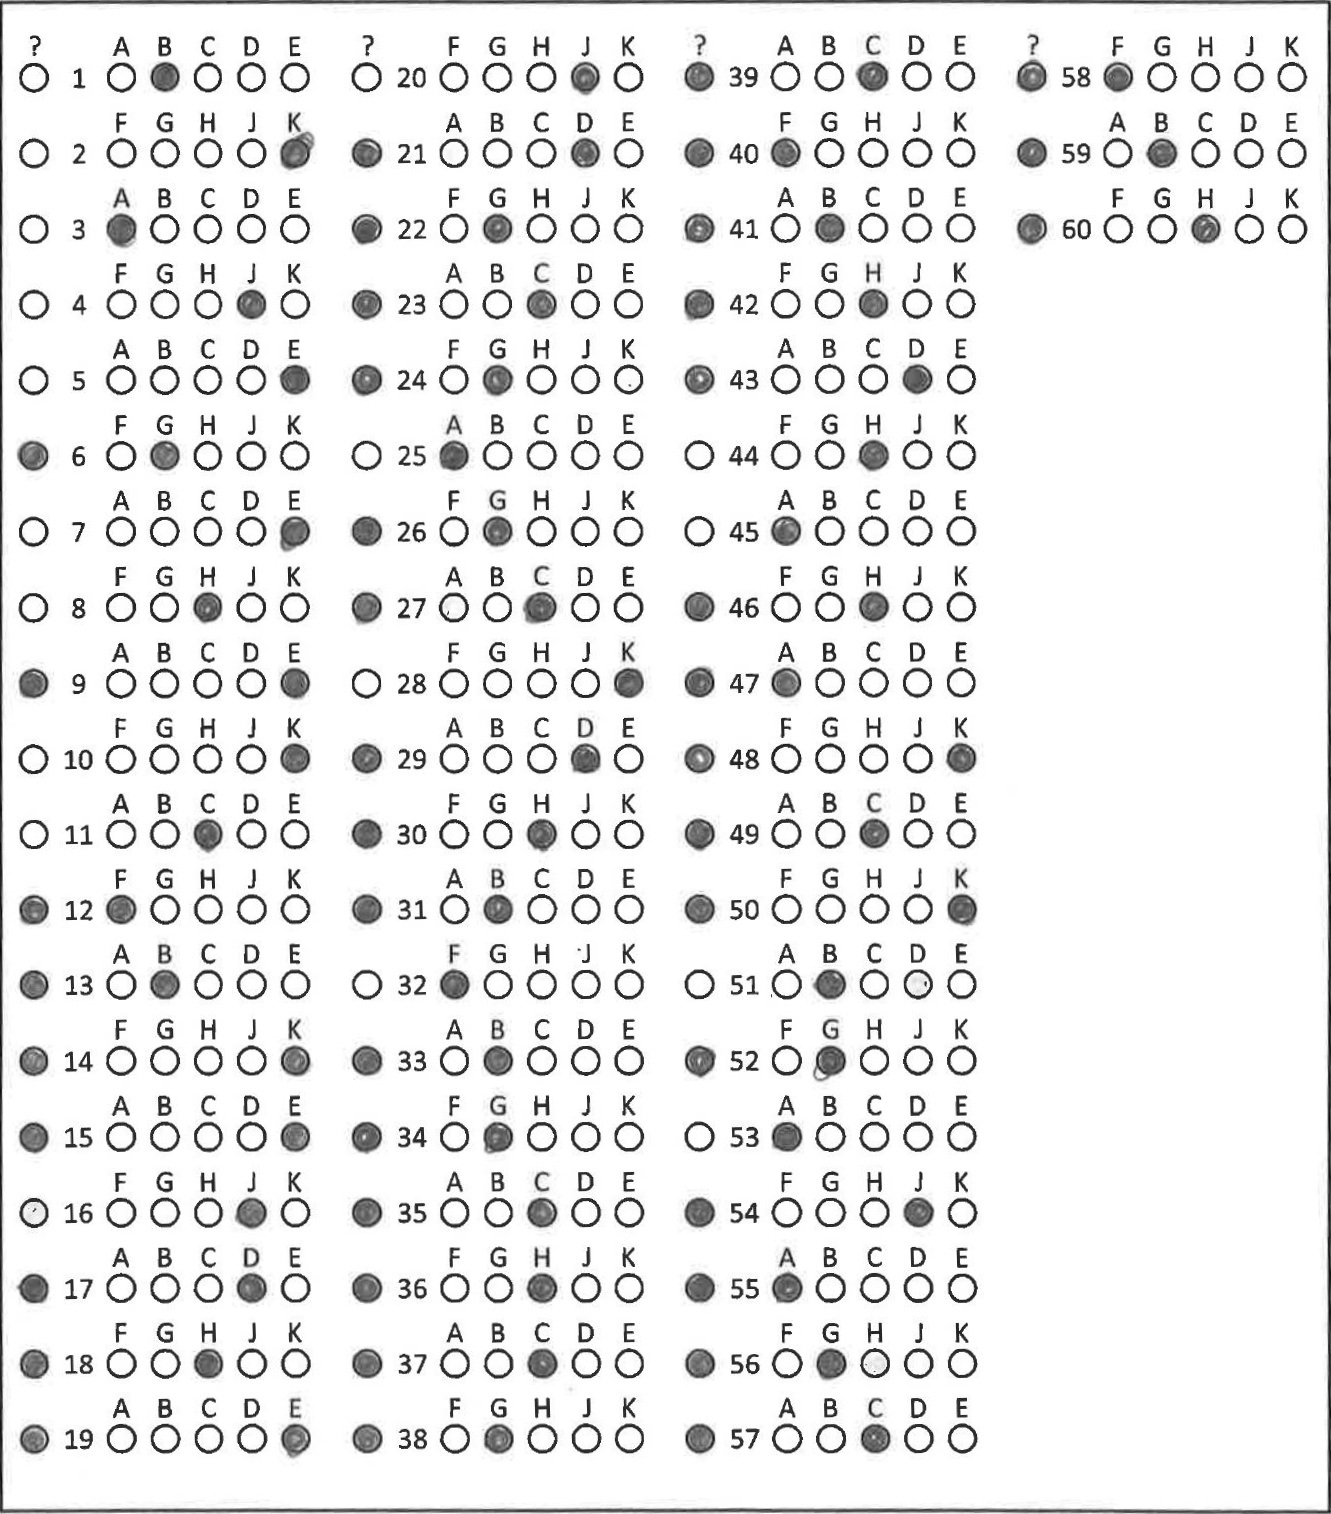 ? A B C D E ? F G H J K ? A B C D E ? F G H J K
1 20 39 58
F G H J K A B C D E F G H J K A B C D E
2 21 40 59
A B C D E F G H J K A B C D E F G H J K
3 22 41 60
F G H J K A B C D E F G H J K
4 23 42
A B C D E F G H J K A B C D E
5 24 43
F G H J K A B C D E F G H J K
6 25 44
A B C D E F G H J K A B C D E
7 26 45
F G H J K A B C D E F G H J K
8 27 46
A B C D E F G H J K A B C D E
9 28 47
F G H J K A B C D E F G H J K
10 29 48
A B C D E F G H J K A B C D E
11 30 49
F G H J K A B C D E F G H J K
12 31 50
A B C D E F G H J K A B C D E
13 32 51
F G H J K A B C D E F G H J K
14 33 52
A B C D E F G H J K A B C D E
15 34 53
F G H J K A B C D E F G H J K
16 35 54
A B C D E F G H J K A B C D E
17 36 55
F G H J K A B C D E F G H J K
18 37 56
A B C D E F G H J K A B C D E
19 38 57